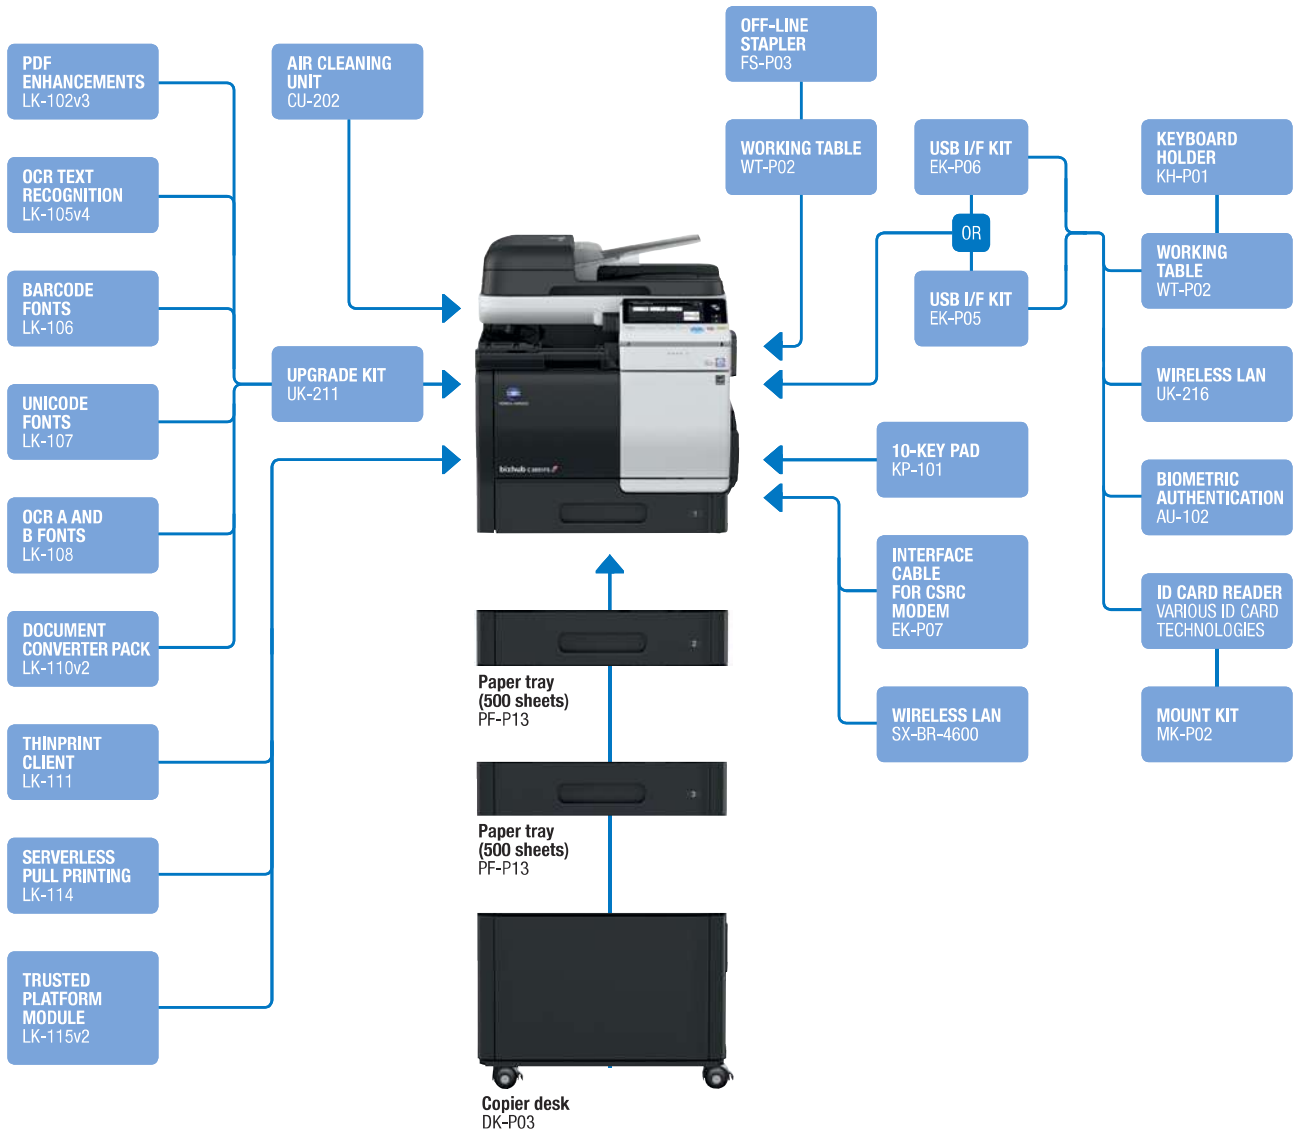 PDF
ENHANCEMENTS
LK-102v3
OCR TEXT
RECOGNITION
LK-105v4
BARCODE
FONTS
LK-106
UNICODE
FONTS
LK-107
OCR A AND
B FONTS
LK-108
DOCUMENT
CONVERTER PACK
LK-110v2
THINPRINT
CLIENT
LK-111
SERVERLESS
PULL PRINTING
LK-114
TRUSTED
PLATFORM
MODULE
LK-115v2
AIR CLEANING
UNIT
CU-202
UPGRADE KIT
UK-211
KONICA MINOLTA
bizhub
1
2
Paper tray
(500 sheets)
PF-P13
3
Paper tray
(500 sheets)
PF-P13
Copier desk
DK-P03
OFF-LINE
STAPLER
FS-P03
WORKING TABLE
WT-P02
USB I/F KIT
EK-P06
OR
USB I/F KIT
EK-P05
10-KEY PAD
KP-101
INTERFACE
CABLE
FOR CSRC
MODEM
EK-P07
WIRELESS LAN
SX-BR-4600
KEYBOARD
HOLDER
KH-P01
WORKING
TABLE
WT-P02
WIRELESS LAN
UK-216
BIOMETRIC
AUTHENTICATION
AU-102
ID CARD READER
VARIOUS ID CARD
TECHNOLOGIES
MOUNT KIT
MK-P02